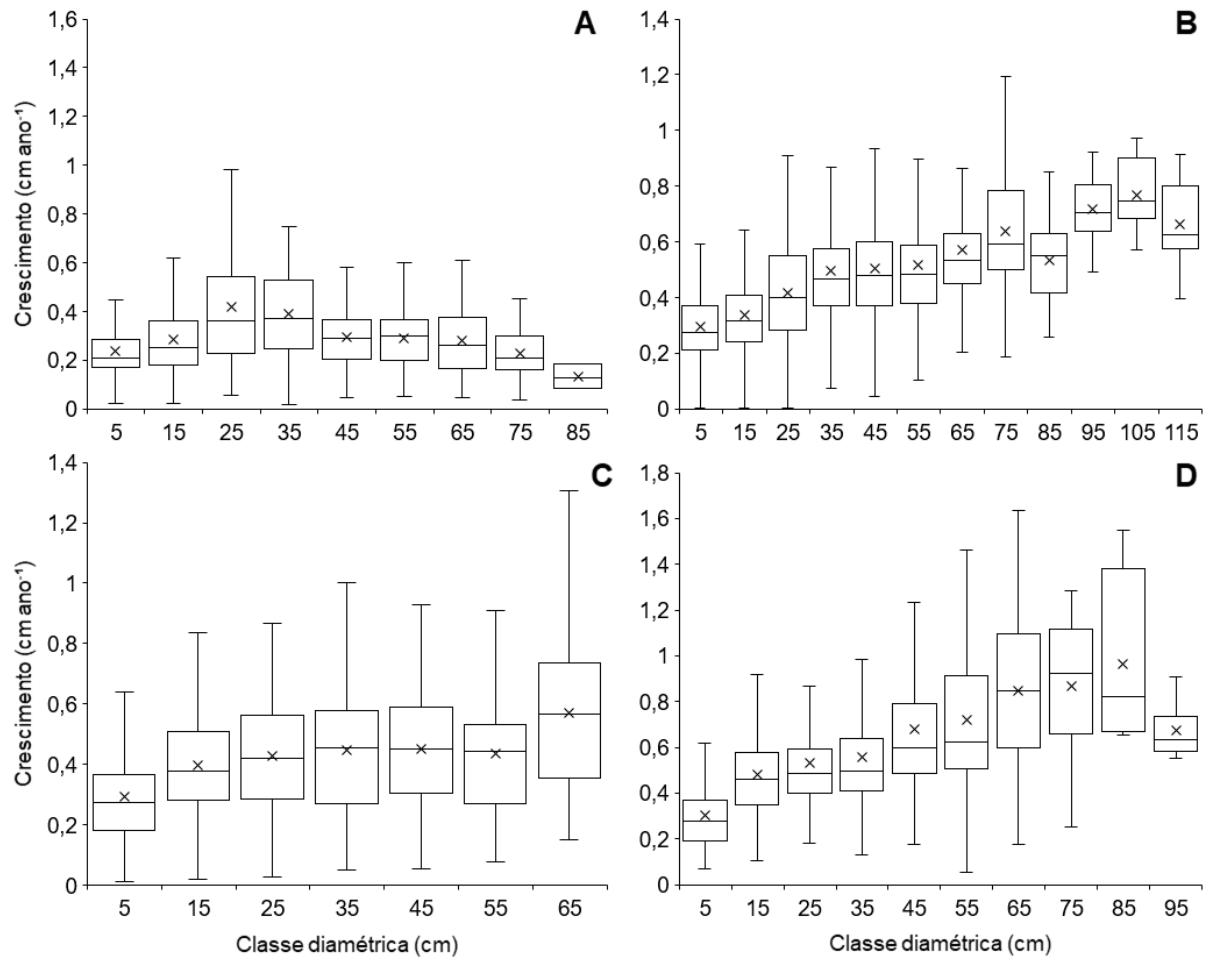 A
Crescimento (cm ano⁻¹)
1,6
1,4
1,2
1
0,8
0,6
0,4
0,2
0
5 15 25 35 45 55 65 75 85
B
1,4
1,2
1
0,8
0,6
0,4
0,2
0
5 15 25 35 45 55 65 75 85 95 105 115
C
Crescimento (cm ano⁻¹)
1,4
1,2
1
0,8
0,6
0,4
0,2
0
5 15 25 35 45 55 65
Classe diamétrica (cm)
D
1,8
1,6
1,4
1,2
1
0,8
0,6
0,4
0,2
0
5 15 25 35 45 55 65 75 85 95
Classe diamétrica (cm)